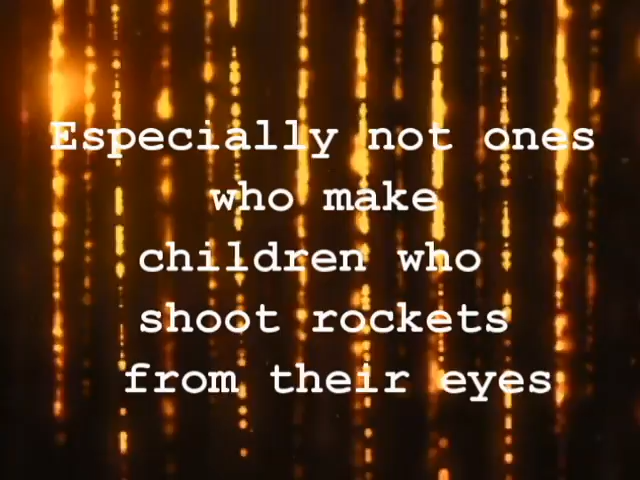 Especially not ones
who make
children who
shoot rockets
from their eyes